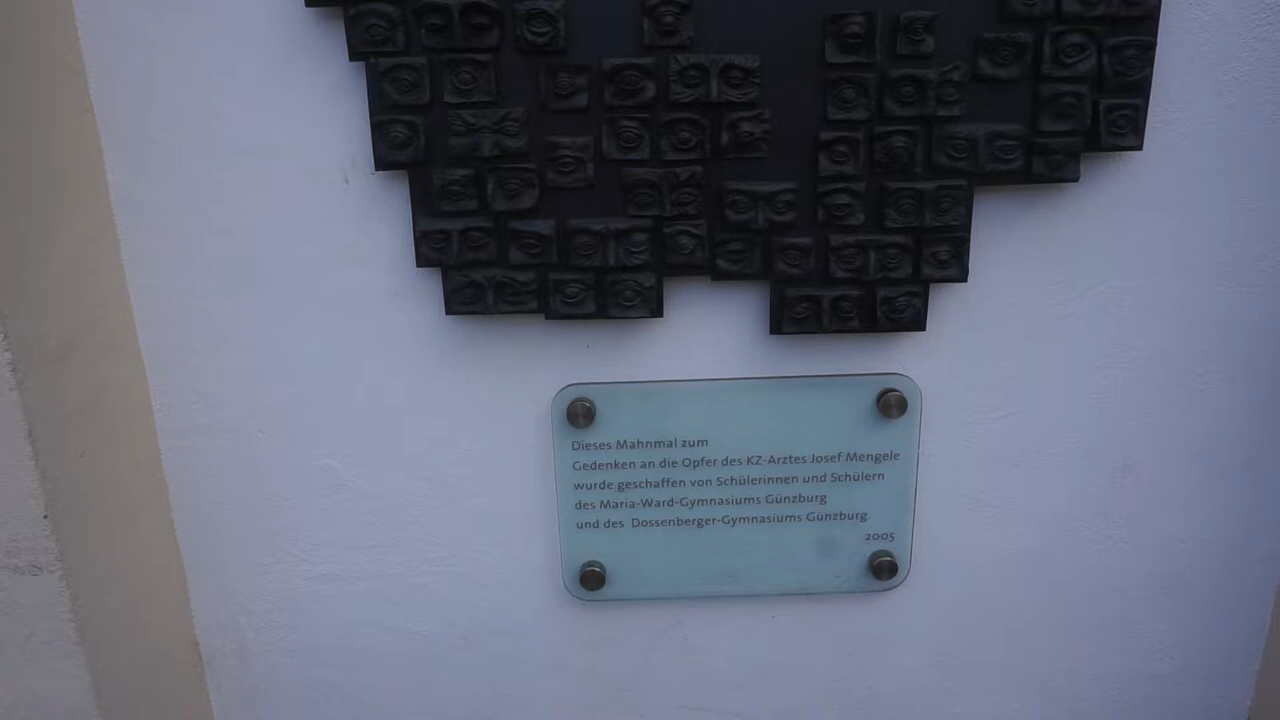 Dieses Mahnmal zum
Gedenken an die Opfer des KZ-Arztes Josef Mengele
wurde geschaffen von Schülerinnen und Schülern
des Maria-Ward-Gymnasiums Günzburg
und des Dossenberger-Gymnasiums Günzburg.
2005